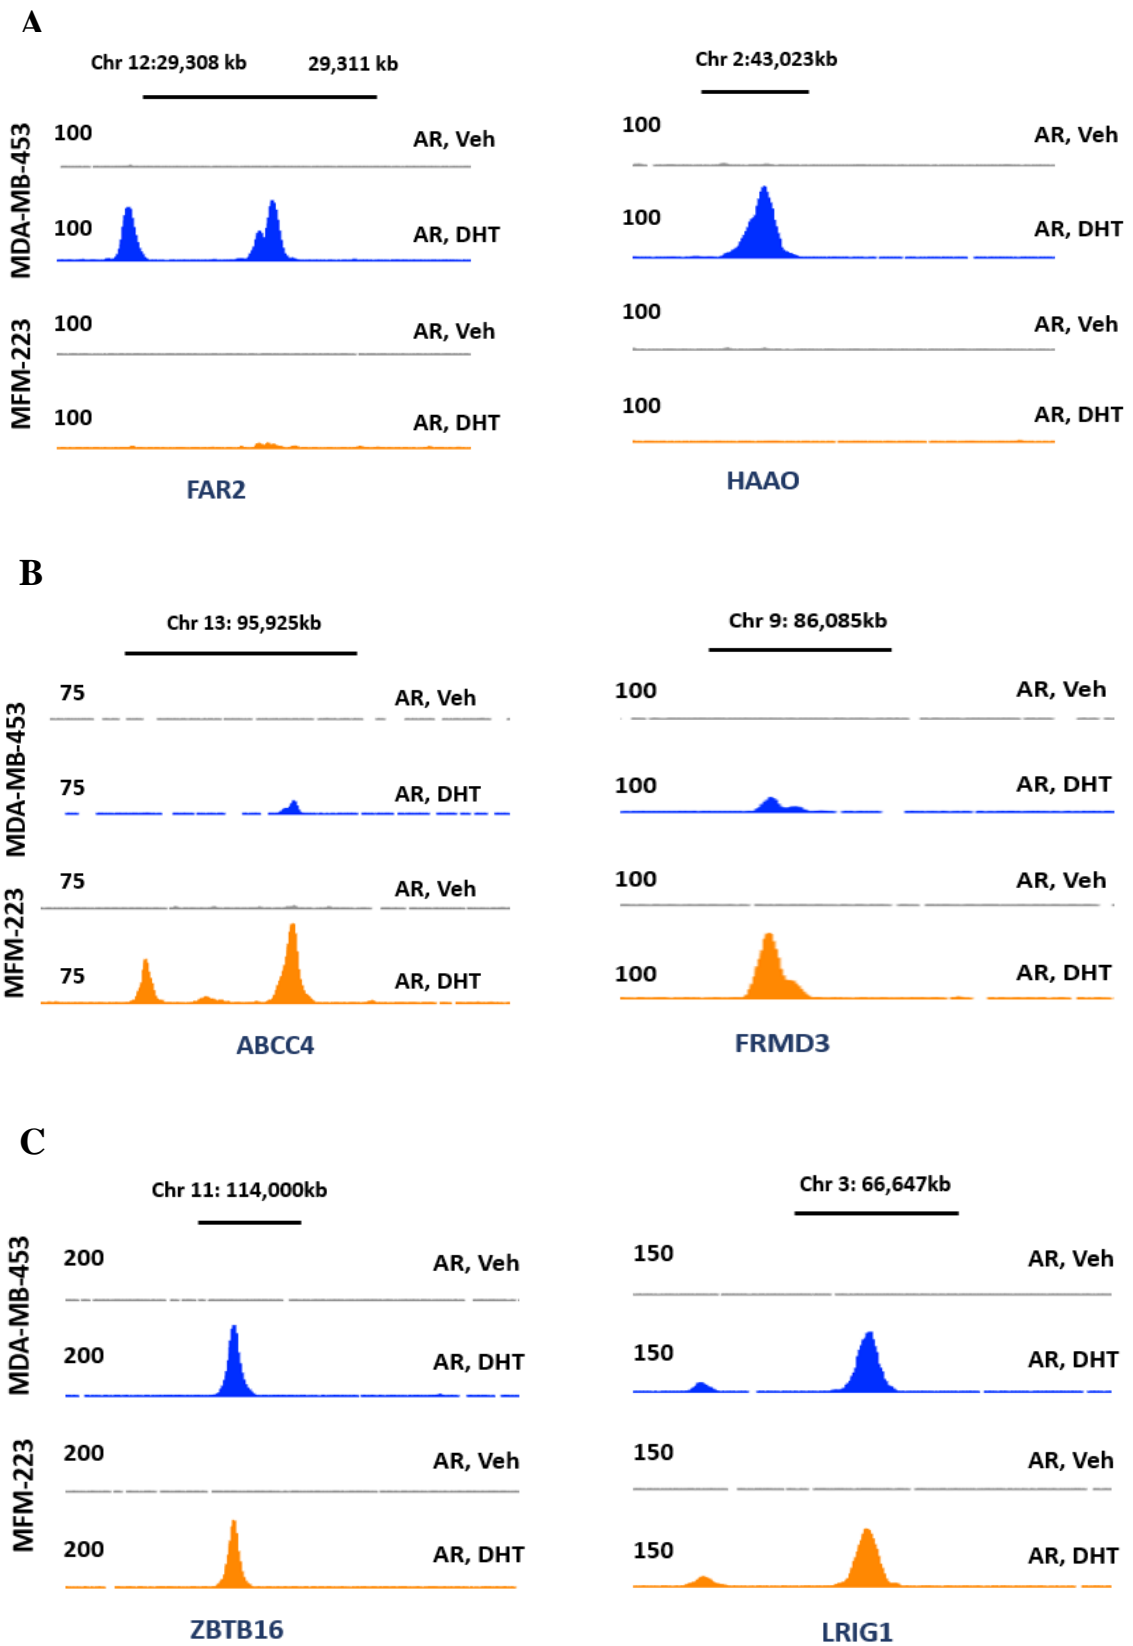 A
Chr 12:29,308 kb 29,311 kb
MDA-MB-453
100 AR, Veh
100 AR, DHT
MFM-223
100 AR, Veh
100 AR, DHT
FAR2
Chr 2:43,023kb
100 AR, Veh
100 AR, DHT
100 AR, Veh
100 AR, DHT
HAAO
B
Chr 13: 95,925kb
MDA-MB-453
75 AR, Veh
75 AR, DHT
MFM-223
75 AR, Veh
75 AR, DHT
ABCC4
Chr 9: 86,085kb
100 AR, Veh
100 AR, DHT
100 AR, Veh
100 AR, DHT
FRMD3
C
Chr 11: 114,000kb
MDA-MB-453
200 AR, Veh
200 AR, DHT
MFM-223
200 AR, Veh
200 AR, DHT
ZBTB16
Chr 3: 66,647kb
150 AR, Veh
150 AR, DHT
150 AR, Veh
150 AR, DHT
LRIG1